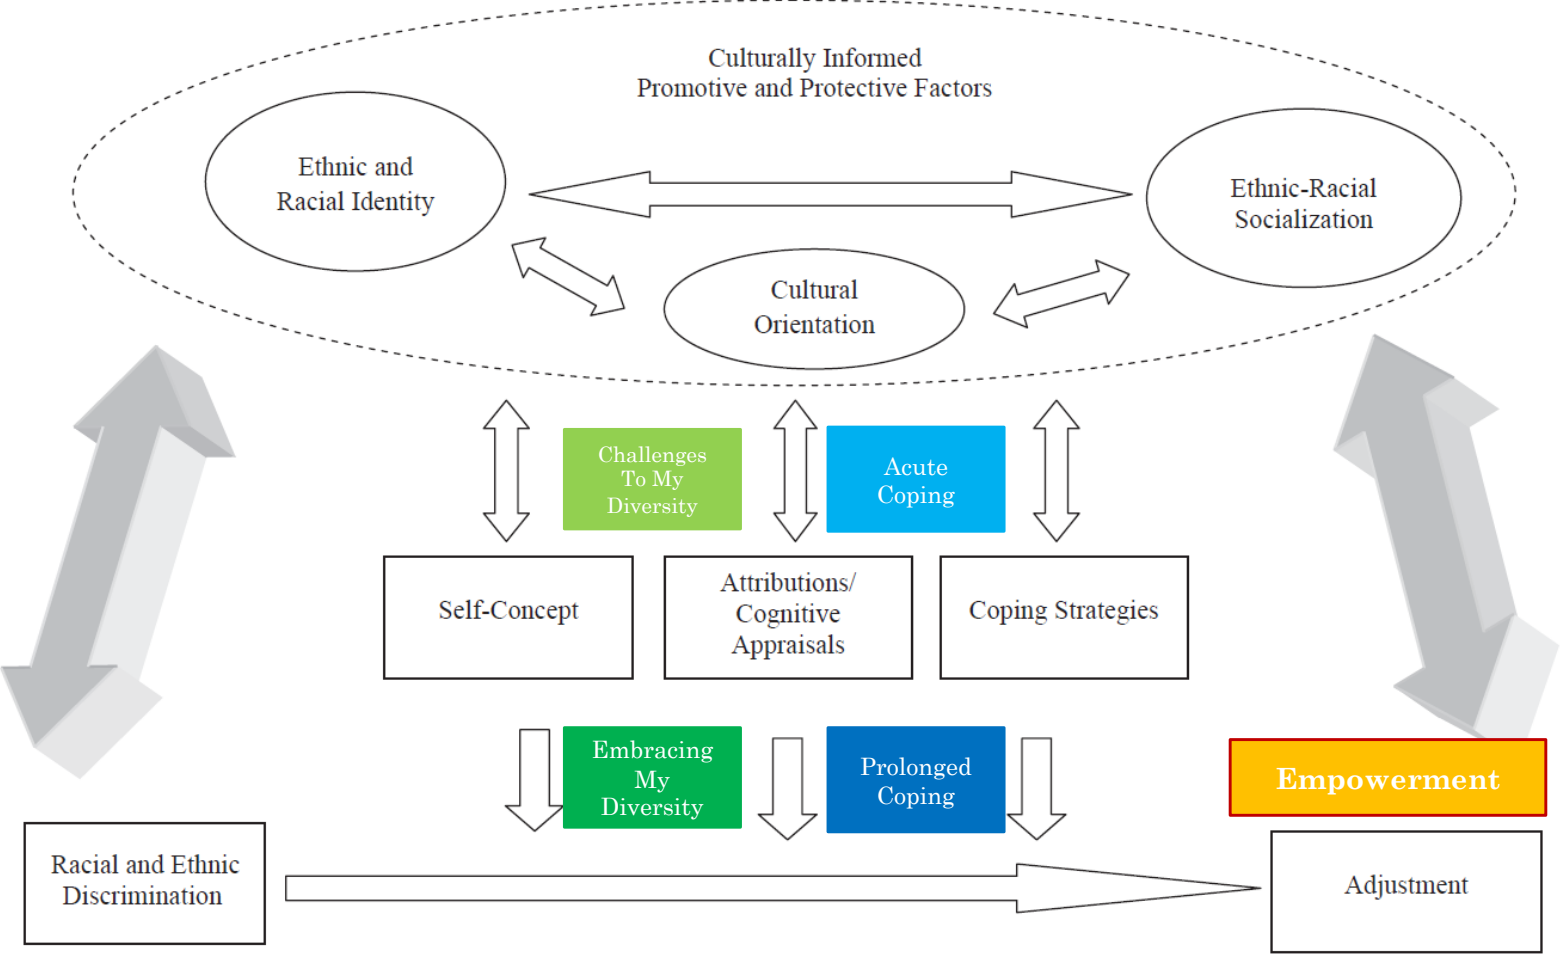 Culturally Informed
Promotive and Protective Factors
Ethnic and
Racial Identity
Ethnic-Racial
Socialization
Cultural
Orientation
Challenges
To My
Diversity
Acute
Coping
Self-Concept
Attributions/
Cognitive
Appraisals
Coping Strategies
Embracing
My
Diversity
Prolonged
Coping
Empowerment
Racial and Ethnic
Discrimination
Adjustment